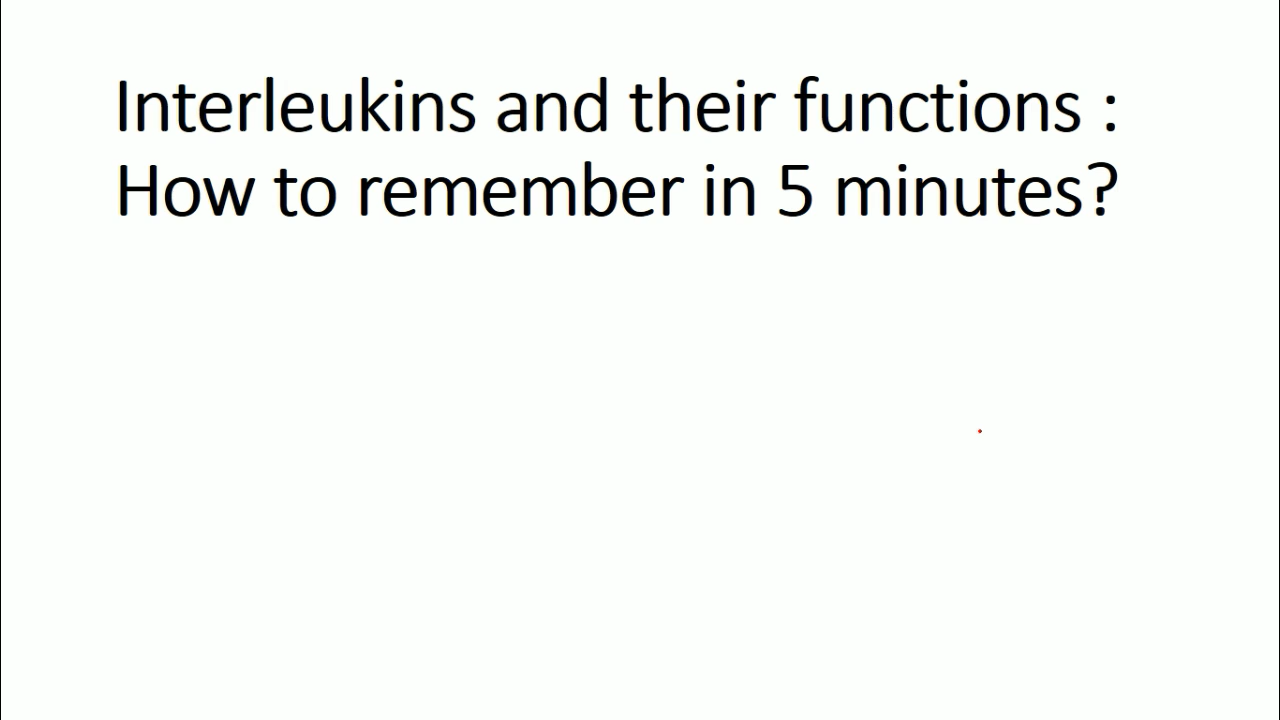 Interleukins and their functions :
How to remember in 5 minutes?